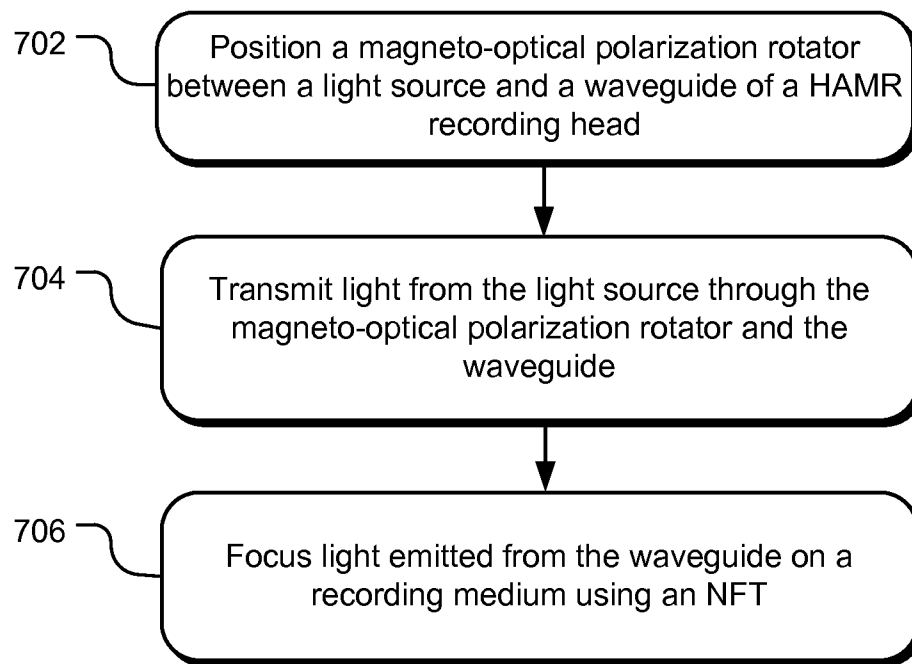 702
Position a magneto-optical polarization rotator
between a light source and a waveguide of a HAMR
recording head
704
Transmit light from the light source through the
magneto-optical polarization rotator and the
waveguide
706
Focus light emitted from the waveguide on a
recording medium using an NFT